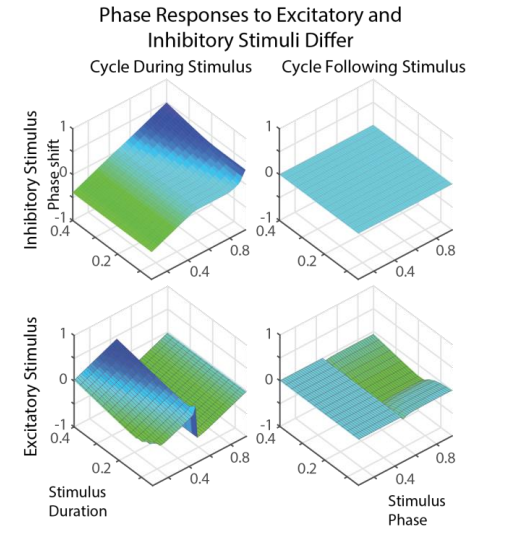 Phase Responses to Excitatory and
Inhibitory Stimuli Differ
Cycle During Stimulus
Cycle Following Stimulus
Inhibitory Stimulus
Phase shift
1
0
-1
0.4
0.2
0.4
0.8
1
0
-1
0.4
0.2
0.4
0.8
Excitatory Stimulus
1
0
-1
0.4
0.2
0.4
0.8
Stimulus
Duration
1
0
-1
0.4
0.2
0.4
0.8
Stimulus
Phase